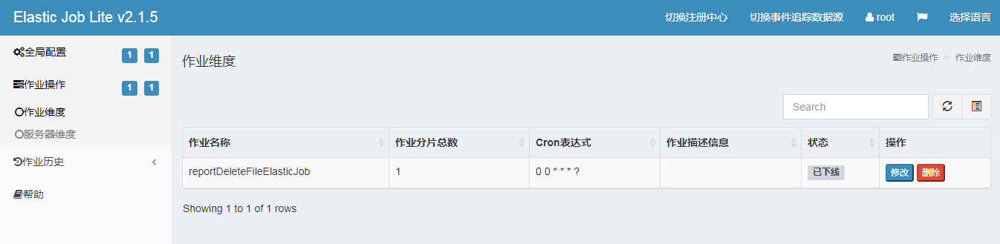 Elastic Job Lite v2.1.5 切换注册中心 切换事件追踪数据源 root 选择语言
全局配置 1 1
作业操作 1 1
作业维度
服务器维度
作业历史
帮助
作业维度 作业操作 > 作业维度
Search
作业名称 作业分片总数 Cron表达式 作业描述信息 状态 操作
reportDeleteFileElasticJob 1 0 0 * * * ? 已下线 修改 删除
Showing 1 to 1 of 1 rows